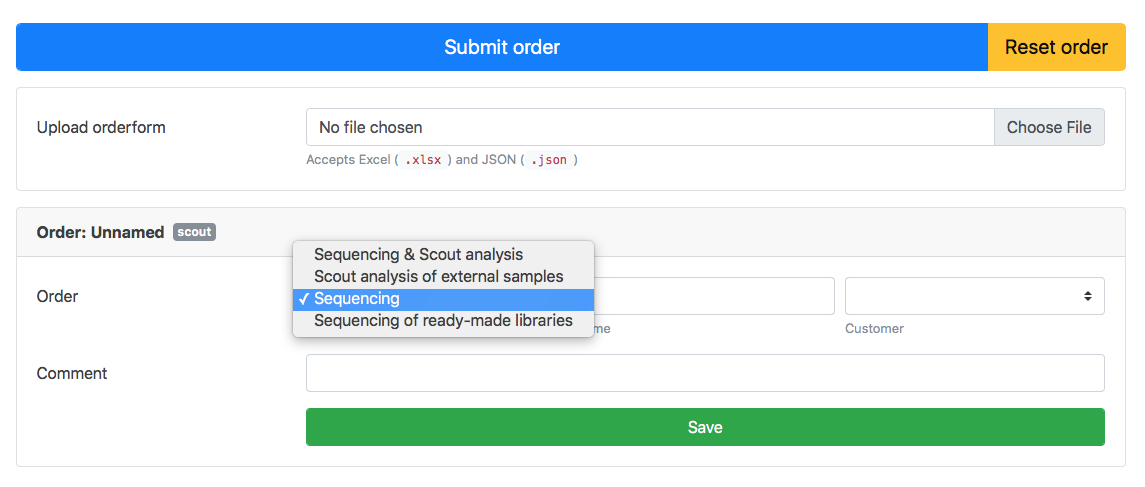 Submit order
Reset order
Upload orderform
No file chosen
Choose File
Accepts Excel ( .xlsx ) and JSON ( .json )
Order: Unnamed scout
Sequencing & Scout analysis
Scout analysis of external samples
Order
✓ Sequencing
Sequencing of ready-made libraries
me
Customer
Comment
Save